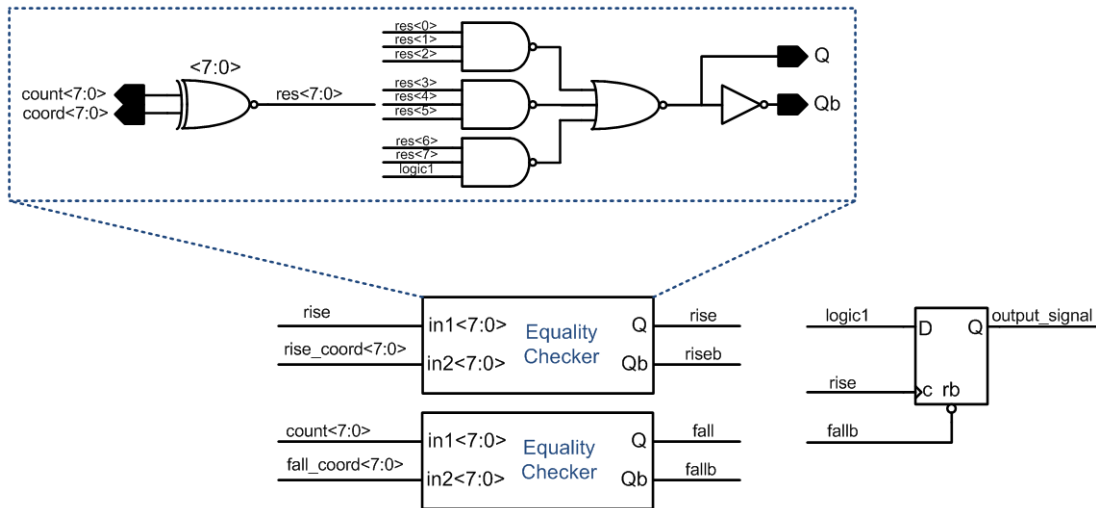 <7:0>
count<7:0>
coord<7:0>
res<7:0>
res<0>
res<1>
res<2>
res<3>
res<4>
res<5>
res<6>
res<7>
logic1
Q
Qb
rise
rise_coord<7:0>
in1<7:0>
in2<7:0>
Equality
Checker
Q
Qb
rise
riseb
count<7:0>
fall_coord<7:0>
in1<7:0>
in2<7:0>
Equality
Checker
Q
Qb
fall
fallb
logic1
D
Q
output_signal
rise
c
rb
fallb